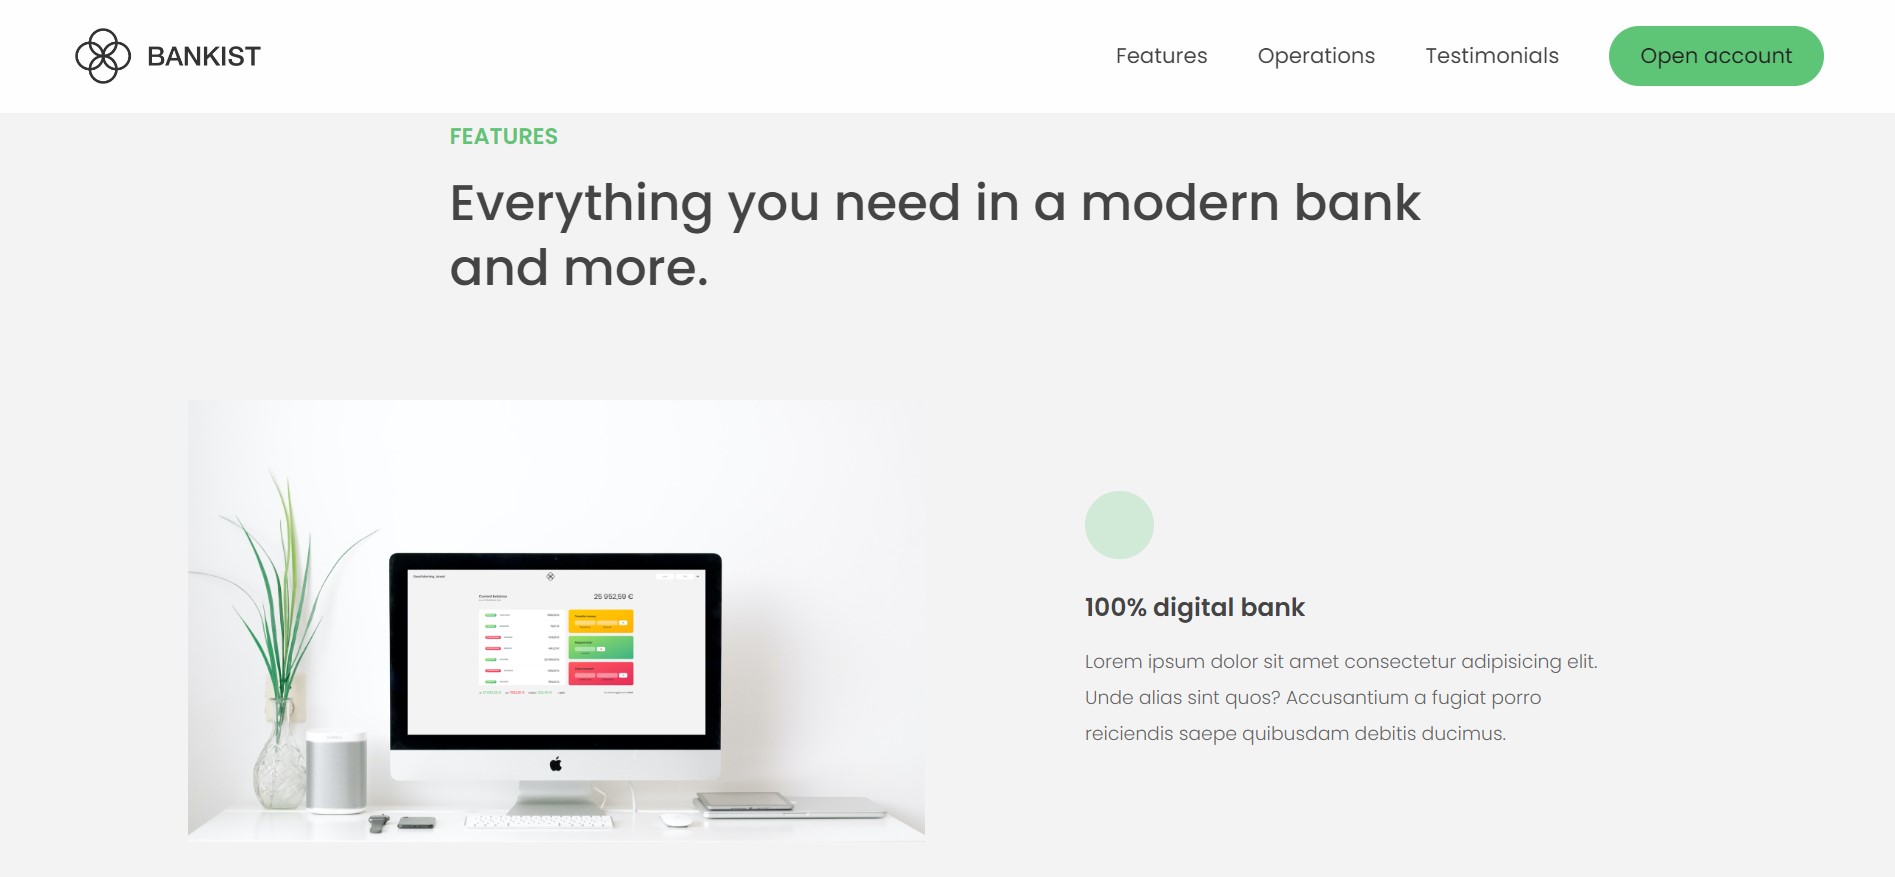 BANKIST
Features
Operations
Testimonials
Open account
FEATURES
Everything you need in a modern bank
and more.
Current balance
25 952,59 €
100% digital bank
Lorem ipsum dolor sit amet consectetur adipisicing elit.
Unde alias sint quos? Accusantium a fugiat porro
reiciendis saepe quibusdam debitis ducimus.